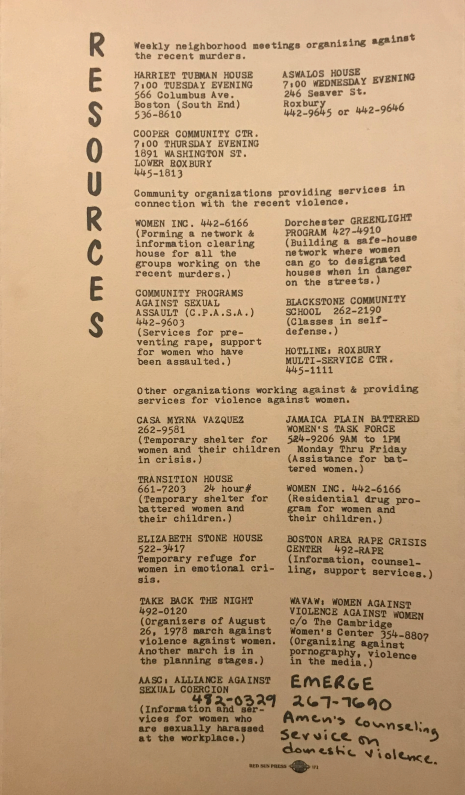 RESOURCES
Weekly neighborhood meetings organizing against
the recent murders.
HARRIET TUBMAN HOUSE
7:00 TUESDAY EVENING
566 Columbus Ave.
Boston (South End)
536-8610
ASWALOS HOUSE
7:00 WEDNESDAY EVENING
246 Seaver St.
Roxbury
442-9645 or 442-9646
COOPER COMMUNITY CTR.
7:00 THURSDAY EVENING
1891 WASHINGTON ST.
LOWER ROXBURY
445-1813
Community organizations providing services in
connection with the recent violence.
WOMEN INC. 442-6166
(Forming a network &
information clearing
house for all the
groups working on the
recent murders.)
Dorchester GREENLIGHT
PROGRAM 427-4910
(Building a safe-house
network where women
can go to designated
houses when in danger
on the streets.)
COMMUNITY PROGRAMS
AGAINST SEXUAL
ASSAULT (C.P.A.S.A.)
442-9603
(Services for pre-
venting rape, support
for women who have
been assaulted.)
BLACKSTONE COMMUNITY
SCHOOL 262-2190
(Classes in self-
defense.)
HOTLINE: ROXBURY
MULTI-SERVICE CTR.
445-1111
Other organizations working against & providing
services for violence against women.
CASA MYRNA VAZQUEZ
262-9581
(Temporary shelter for
women and their children
in crisis.)
JAMAICA PLAIN BATTERED
WOMEN'S TASK FORCE
524-9206 9AM to 1PM
Monday Thru Friday
(Assistance for bat-
tered women.)
TRANSITION HOUSE
661-7203 24 hour#
(Temporary shelter for
battered women and
their children.)
WOMEN INC. 442-6166
(Residential drug pro-
gram for women and
their children.)
ELIZABETH STONE HOUSE
522-3417
Temporary refuge for
women in emotional cri-
sis.
BOSTON AREA RAPE CRISIS
CENTER 492-RAPE
(Information, counsel-
ling, support services.)
TAKE BACK THE NIGHT
492-0120
(Organizers of August
26, 1978 march against
violence against women.
Another march is in
the planning stages.)
WAVAW: WOMEN AGAINST
VIOLENCE AGAINST WOMEN
c/o The Cambridge
Women's Center 354-8807
(Organizing against
pornography, violence
in the media.)
AASC: ALLIANCE AGAINST
SEXUAL COERCION
482-0329
(Information and ser-
vices for women who
are sexually harassed
at the workplace.)
EMERGE
267-7690
A men's counseling
service on
domestic violence.
RED SUN PRESS